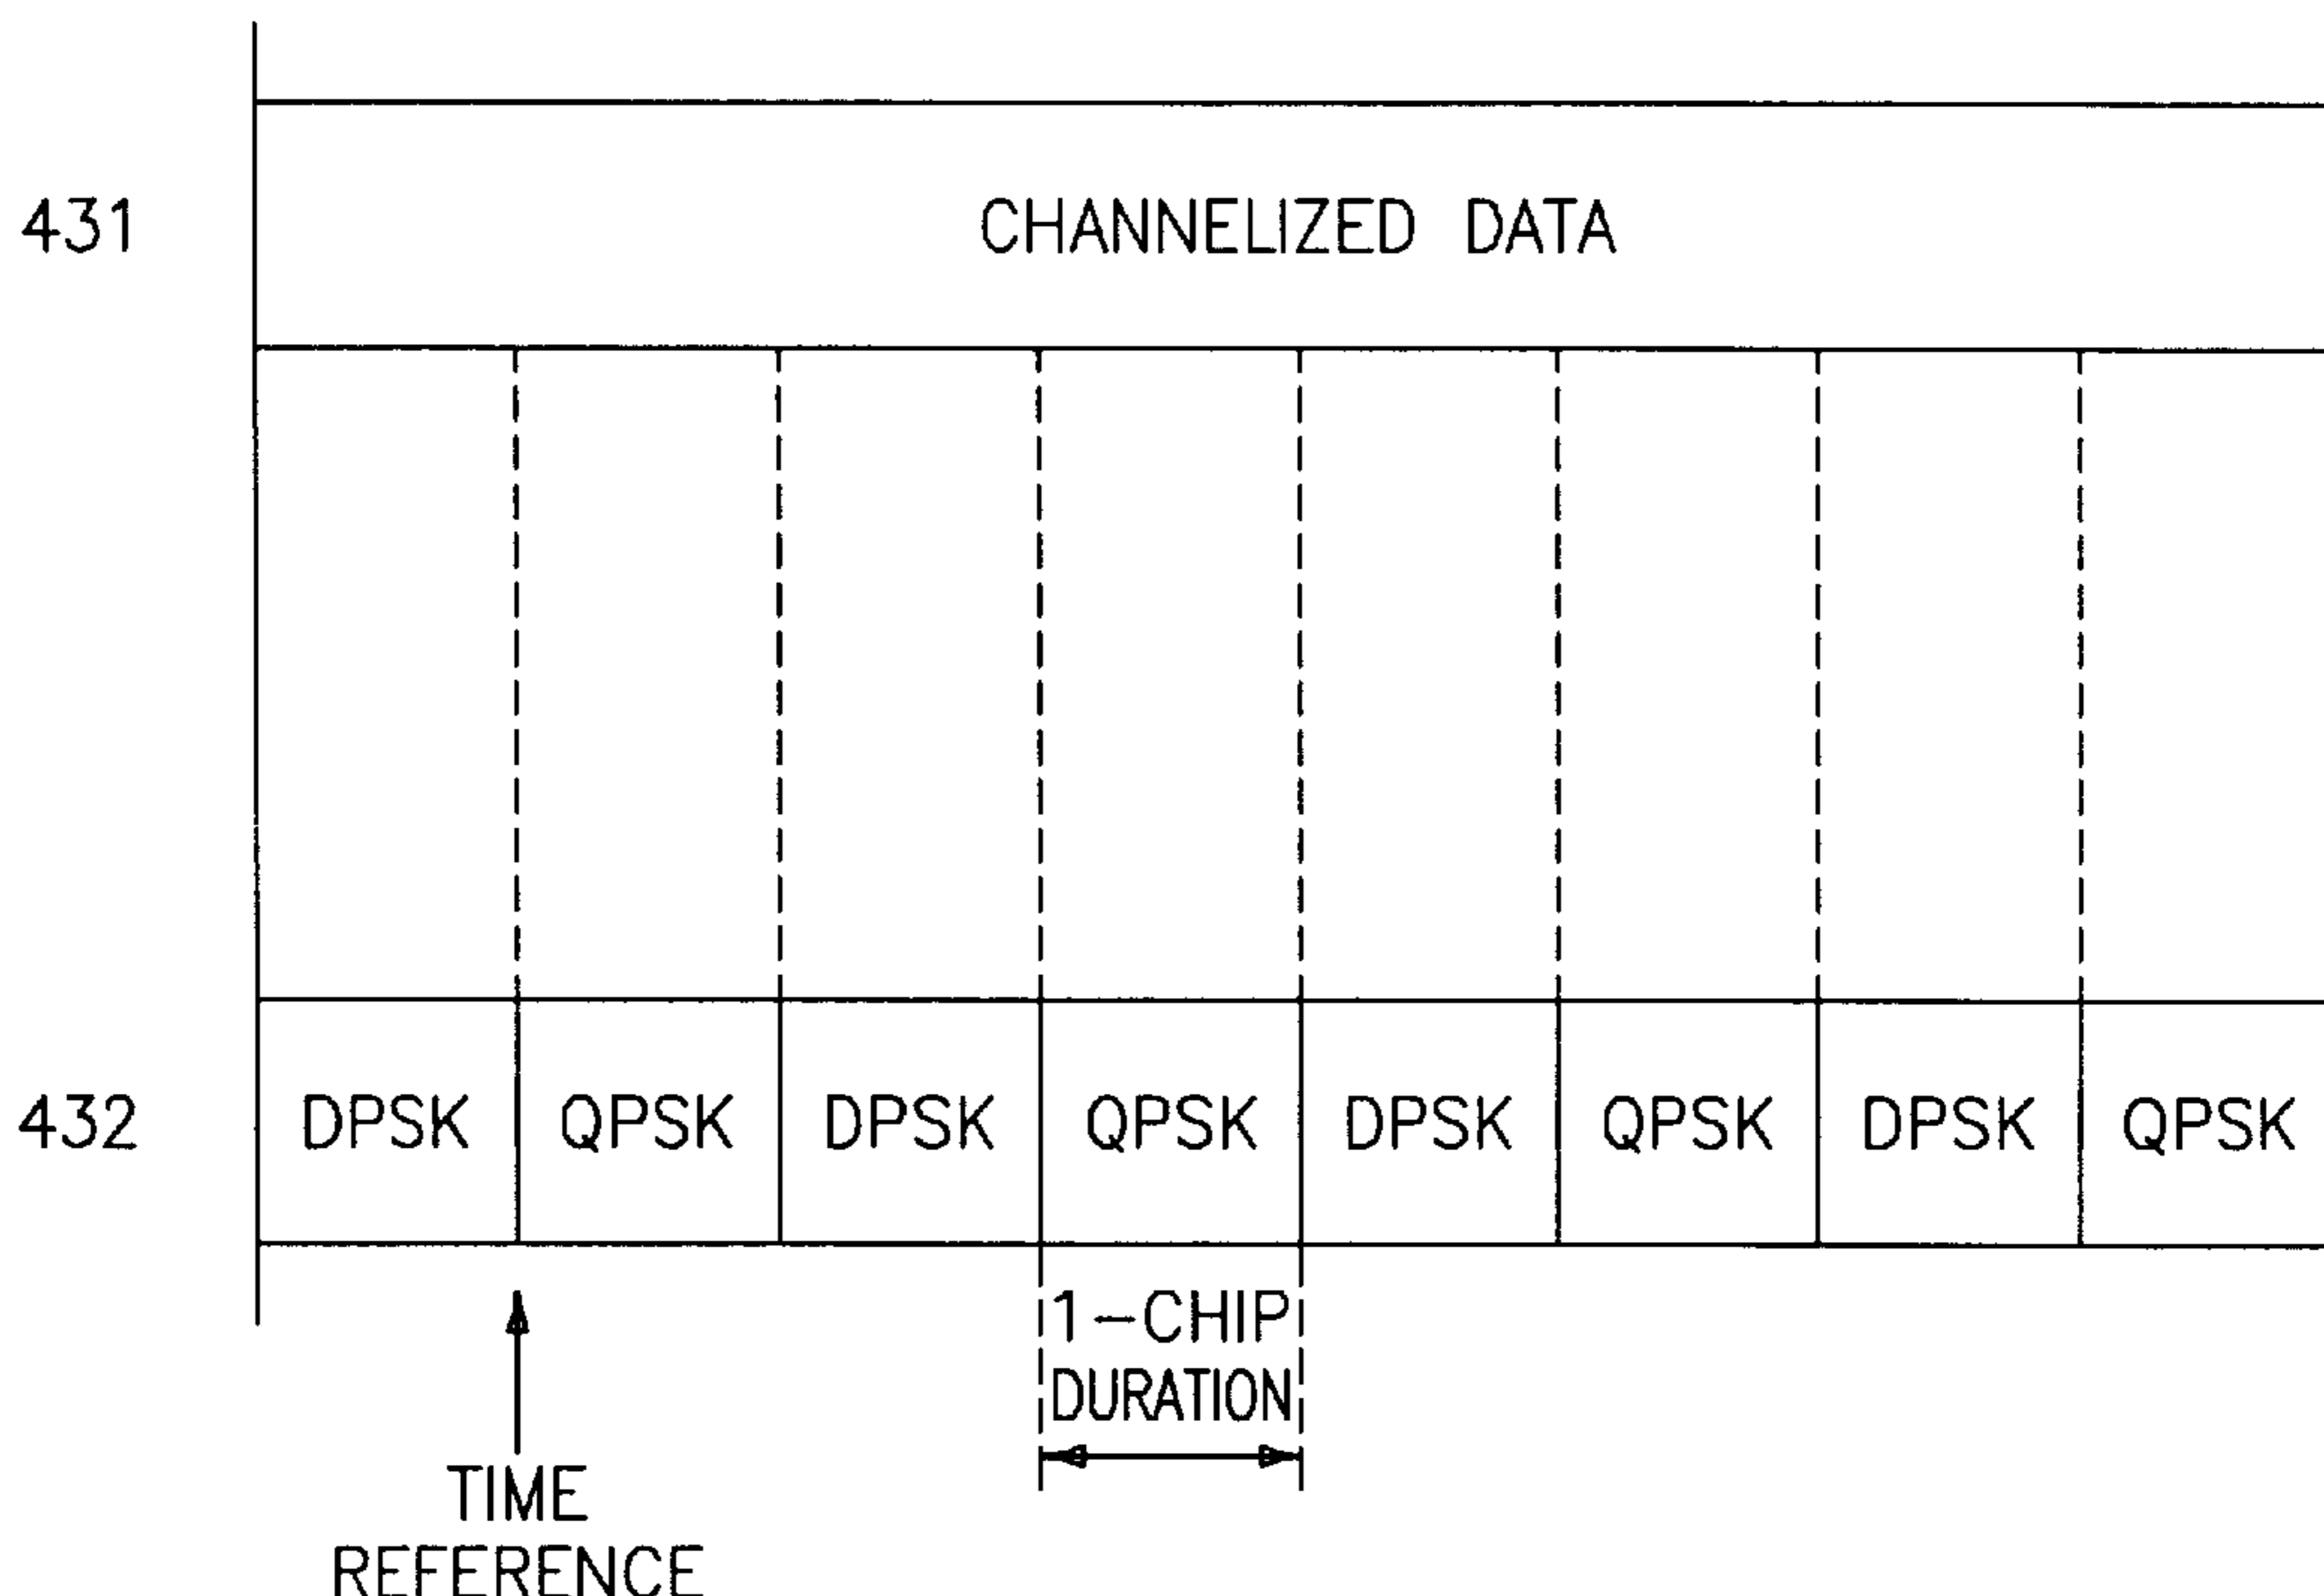 431 CHANNELIZED DATA
432 DPSK QPSK DPSK QPSK DPSK QPSK DPSK QPSK
1-CHIP
DURATION
TIME
REFERENCE